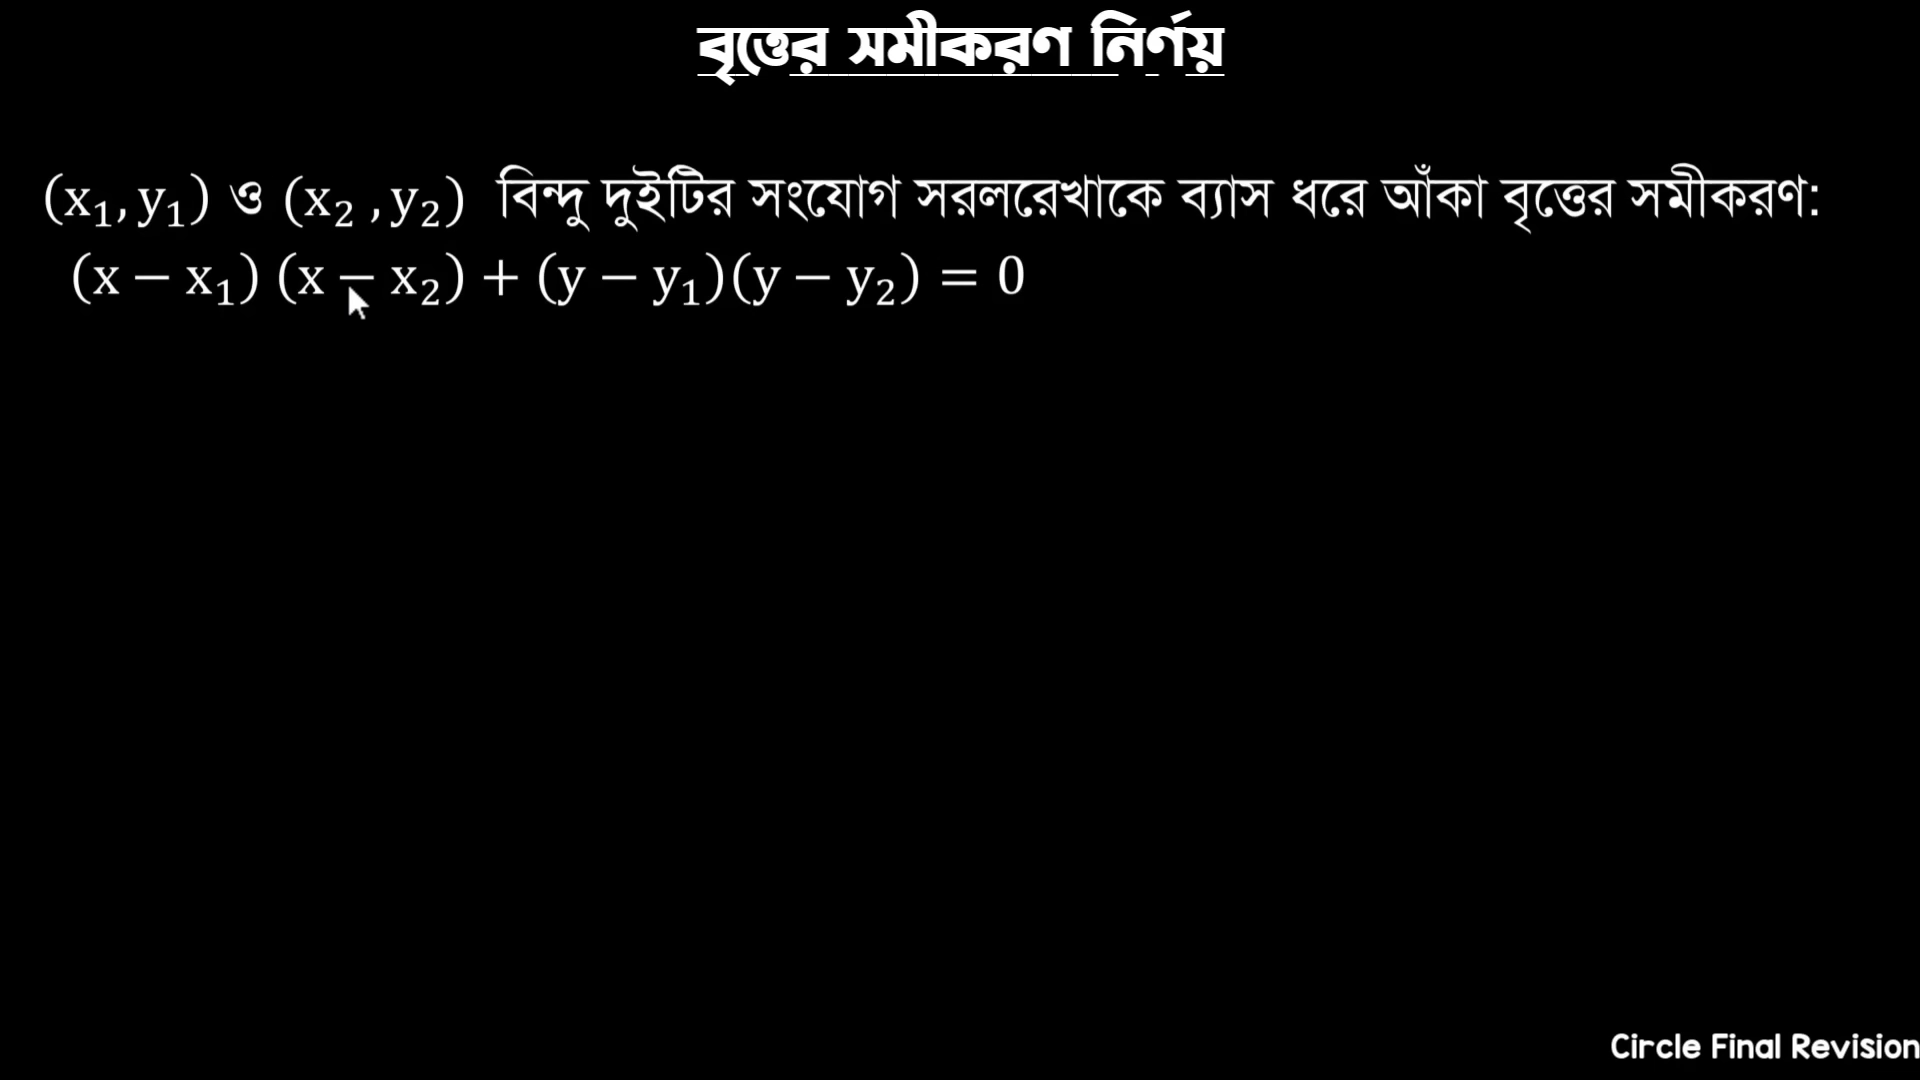 বৃত্তের সমীকরণ নির্ণয়
(x₁, y₁) ও (x₂ , y₂) বিন্দু দুইটির সংযোগ সরলরেখাকে ব্যাস ধরে আঁকা বৃত্তের সমীকরণ:
(x − x₁) (x − x₂) + (y − y₁)(y − y₂) = 0
Circle Final Revision